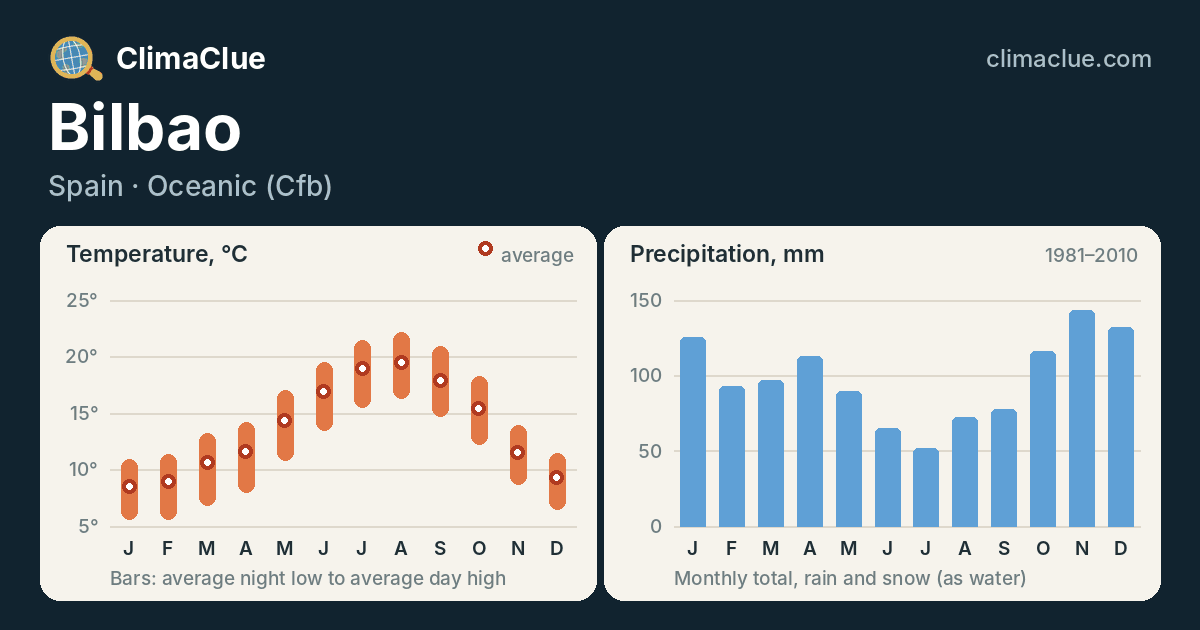 ClimaClue
climaclue.com
Bilbao
Spain · Oceanic (Cfb)
Temperature, °C
average
25°
20°
15°
10°
5°
J F M A M J J A S O N D
Bars: average night low to average day high
Precipitation, mm
1981–2010
150
100
50
0
J F M A M J J A S O N D
Monthly total, rain and snow (as water)